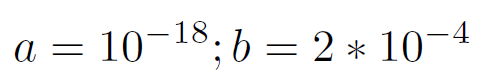 a = 10^{-18}; b = 2 * 10^{-4}